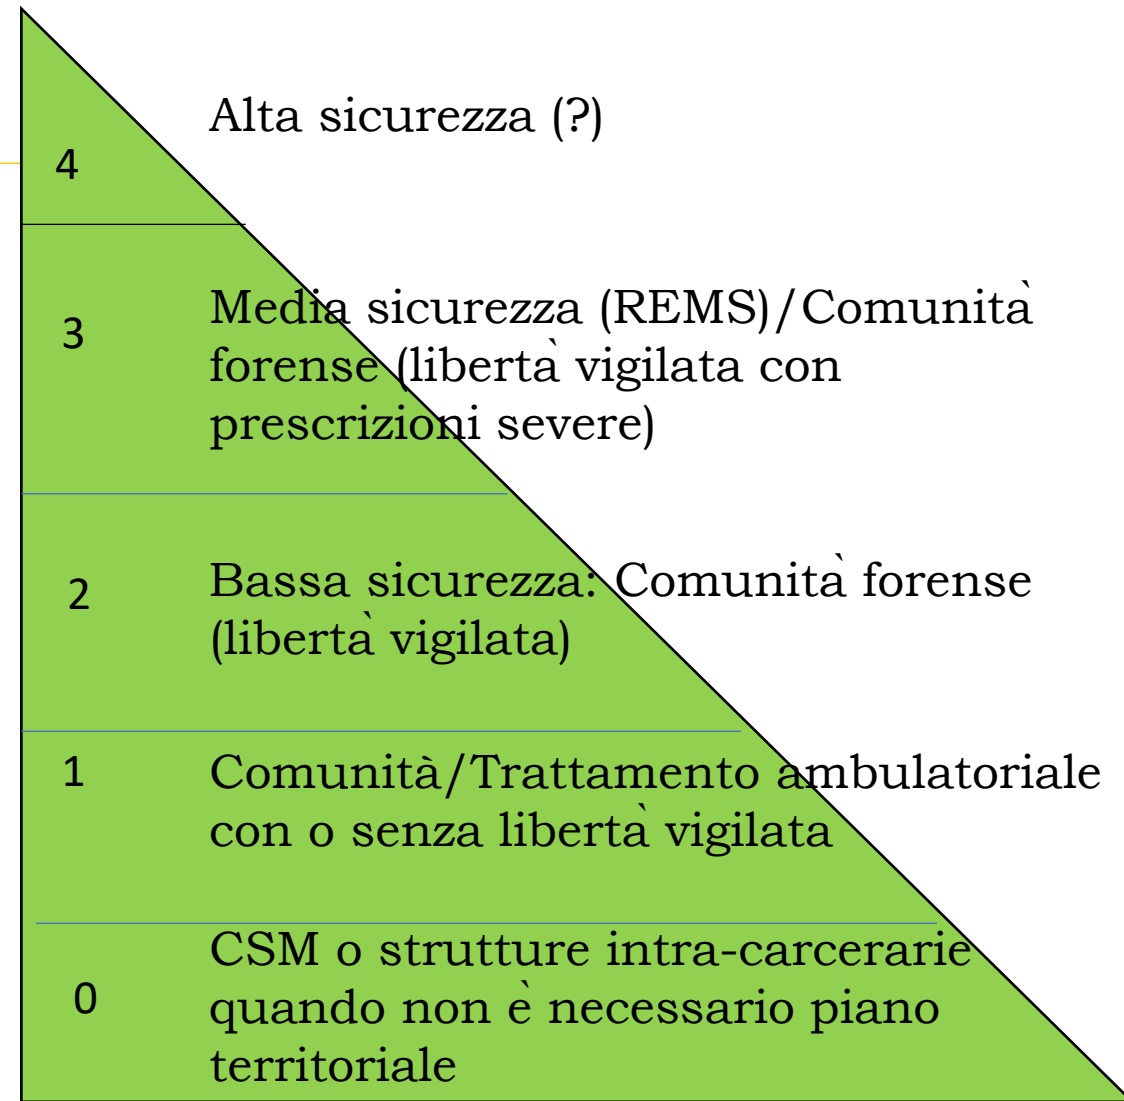 Alta sicurezza (?)
4
3
Media sicurezza (REMS)/Comunità
forense (libertà vigilata con
prescrizioni severe)
2
Bassa sicurezza: Comunità forense
(libertà vigilata)
1
Comunità/Trattamento ambulatoriale
con o senza libertà vigilata
0
CSM o strutture intra-carcerarie
quando non è necessario piano
territoriale